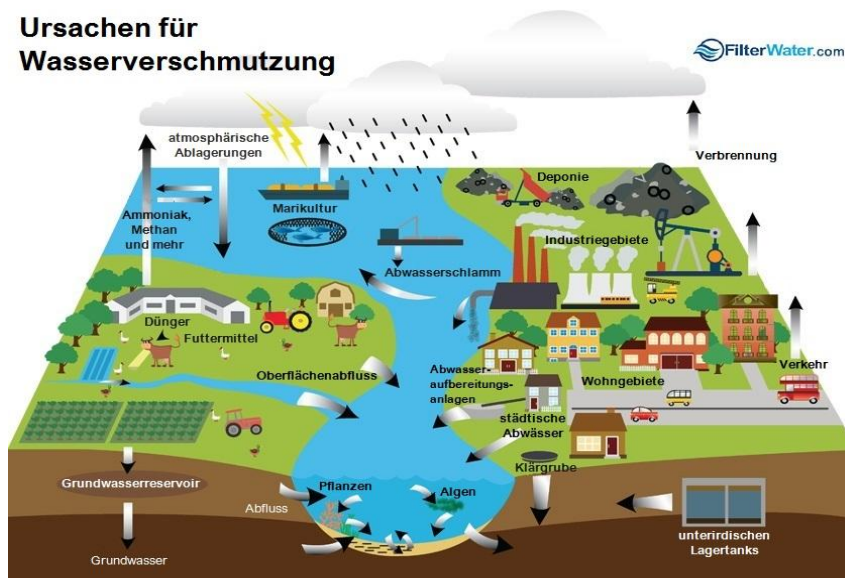 Ursachen für
Wasserverschmutzung
FilterWater.com
atmosphärische
Ablagerungen
Verbrennung
Deponie
Marikultur
Ammoniak,
Methan
und mehr
Industriegebiete
Abwasserschlamm
Dünger
Futtermittel
Oberflächenabfluss
Abwasser-
aufbereitungs-
anlagen
Wohngebiete
Verkehr
städtische
Abwässer
Klärgrube
Grundwasserreservoir
Pflanzen
Algen
Abfluss
unterirdischen
Lagertanks
Grundwasser